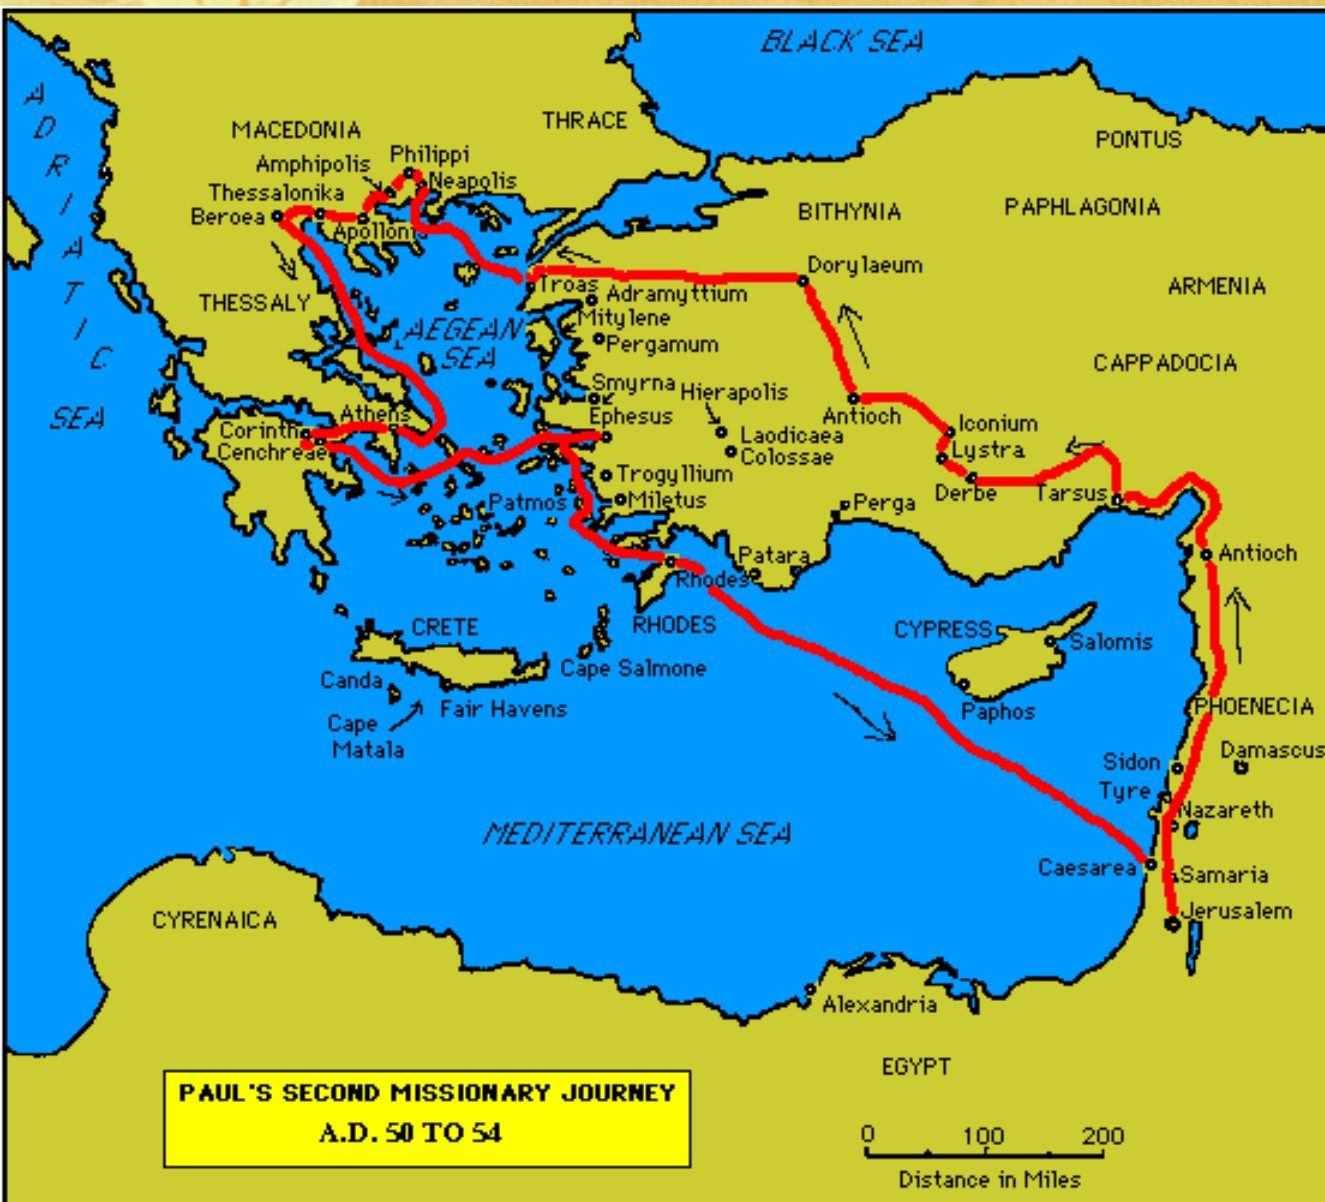 BLACK SEA
ADRIATIC
SEA
MACEDONIA
THRACE
PONTUS
Amphipolis
Philippi
Neapolis
Thessalonika
Beroea
Apollonia
BITHYNIA
PAPHLAGONIA
Dorylaeum
ARMENIA
THESSALY
Troas
Adramyttium
Mitylene
AEGEAN
SEA
Pergamum
CAPPADOCIA
Smyrna
Hierapolis
Ephesus
Antioch
Athens
Corinth
Cenchreae
Iconium
Laodicaea
Lystra
Colossae
Trogyllium
Derbe
Tarsus
Patmos
Miletus
Perga
Patara
Antioch
Rhodes
CRETE
RHODES
CYPRESS
Salomis
Cape Salmone
Canda
Fair Havens
Paphos
PHOENECIA
Cape
Matala
Sidon
Damascus
Tyre
Nazareth
MEDITERRANEAN SEA
Caesarea
Samaria
Jerusalem
CYRENAICA
Alexandria
EGYPT
PAUL'S SECOND MISSIONARY JOURNEY
A.D. 50 TO 54
0 100 200
Distance in Miles